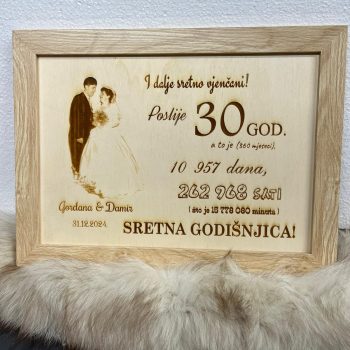 I dalje sretno vjenčani!
Poslije 30 GOD.
a to je (360 mjeseci).
10 957 dana,
262 968 SATI
( što je 15 778 080 minuta )
SRETNA GODIŠNJICA!
Gordana & Damir
31.12.2024.